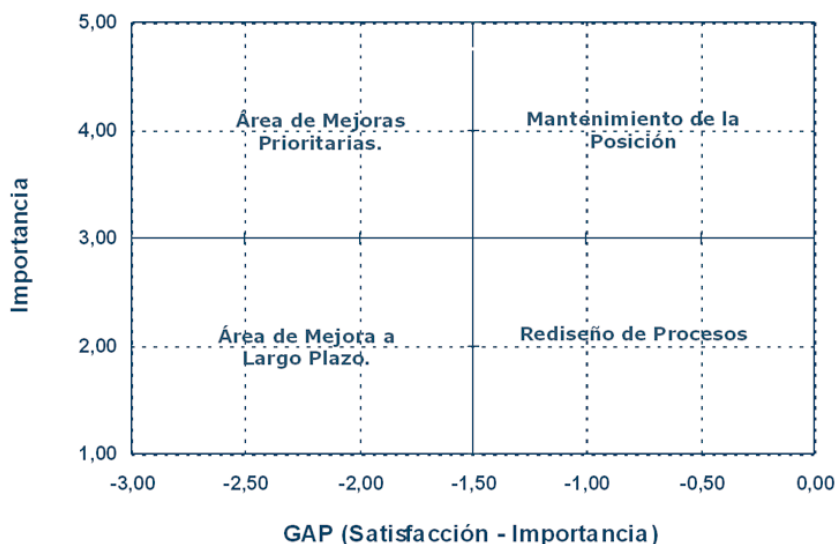 5,00
Área de Mejoras
Prioritarias.
Mantenimiento de la
Posición
4,00
Importancia
3,00
Área de Mejora a
Largo Plazo.
Rediseño de Procesos
2,00
1,00
-3,00 -2,50 -2,00 -1,50 -1,00 -0,50 0,00
GAP (Satisfacción - Importancia)